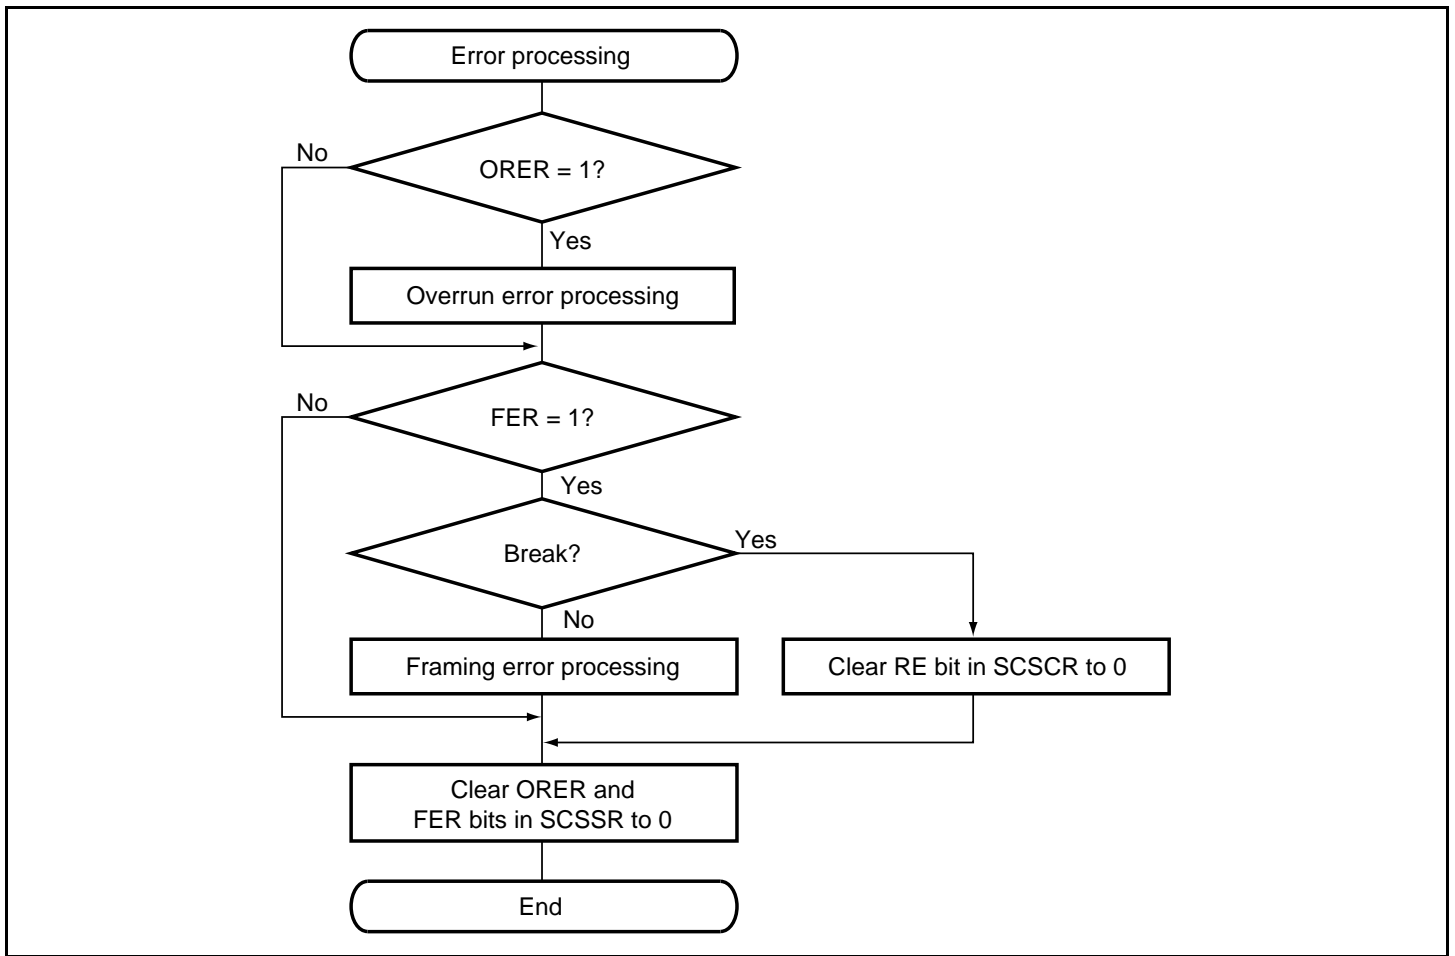 Error processing
No
ORER = 1?
Yes
Overrun error processing
No
FER = 1?
Yes
Break?
Yes
No
Framing error processing
Clear RE bit in SCSCR to 0
Clear ORER and
FER bits in SCSSR to 0
End